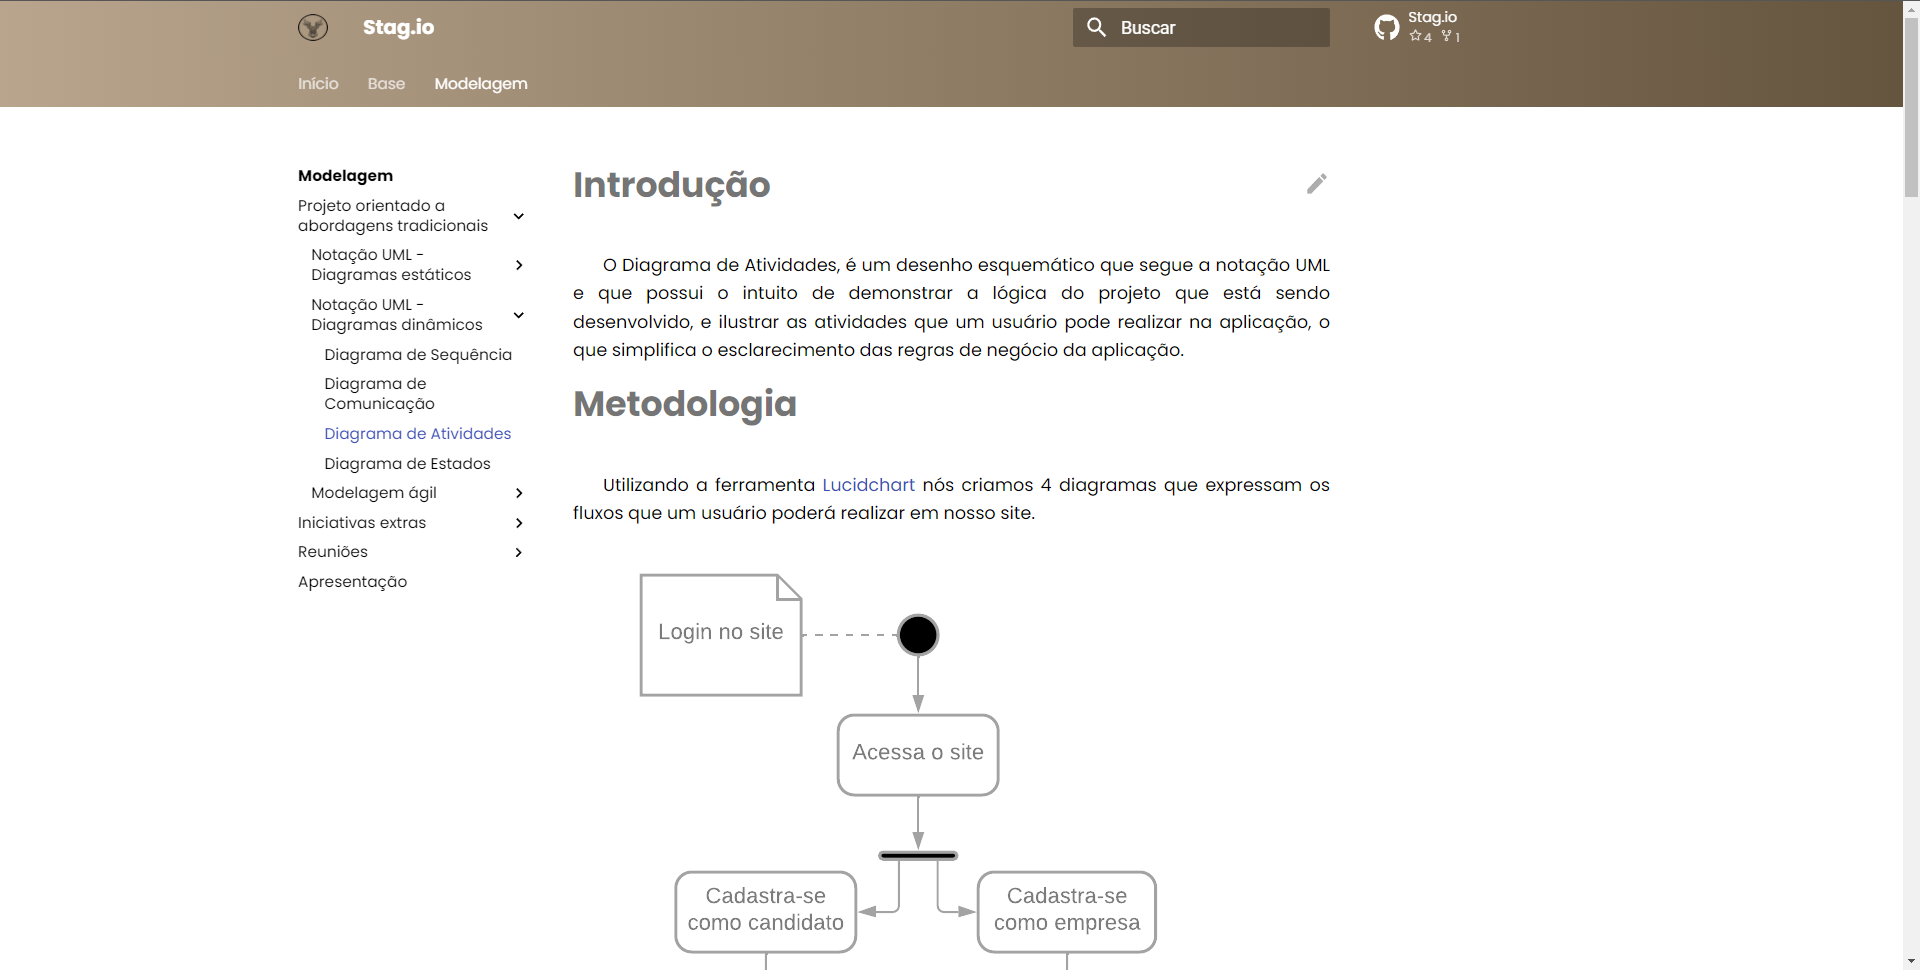 Stag.io
Buscar
Stag.io
4 1
Início Base Modelagem
Modelagem
Projeto orientado a
abordagens tradicionais
Notação UML -
Diagramas estáticos
Notação UML -
Diagramas dinâmicos
Diagrama de Sequência
Diagrama de
Comunicação
Diagrama de Atividades
Diagrama de Estados
Modelagem ágil
Iniciativas extras
Reuniões
Apresentação
Introdução
O Diagrama de Atividades, é um desenho esquemático que segue a notação UML
e que possui o intuito de demonstrar a lógica do projeto que está sendo
desenvolvido, e ilustrar as atividades que um usuário pode realizar na aplicação, o
que simplifica o esclarecimento das regras de negócio da aplicação.
Metodologia
Utilizando a ferramenta Lucidchart nós criamos 4 diagramas que expressam os
fluxos que um usuário poderá realizar em nosso site.
Login no site
Acessa o site
Cadastra-se
como candidato
Cadastra-se
como empresa